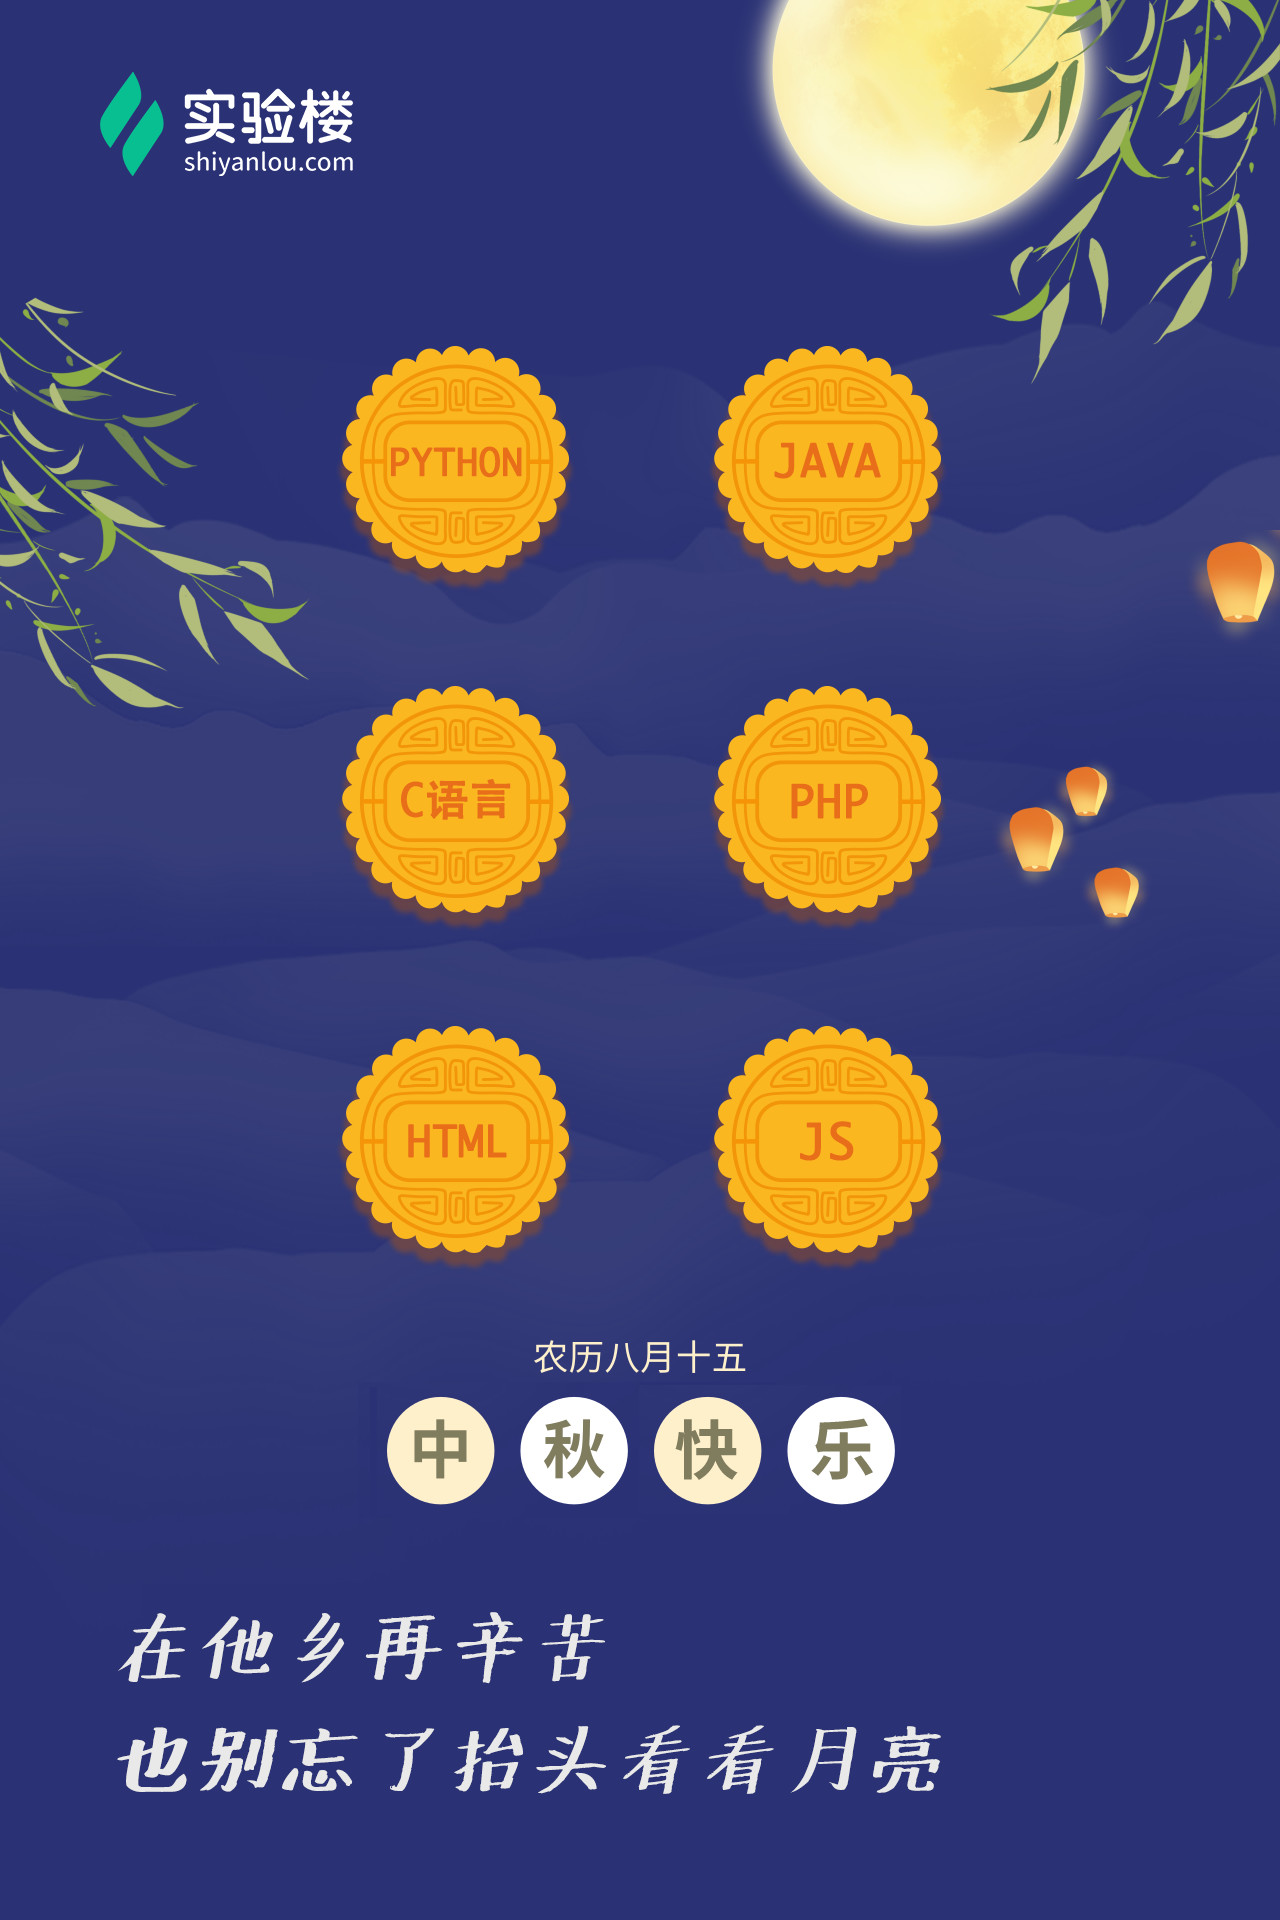 实验楼
shiyanlou.com
PYTHON
JAVA
C语言
PHP
HTML
JS
农历八月十五
中秋快乐
在他乡再辛苦
也别忘了抬头看看月亮